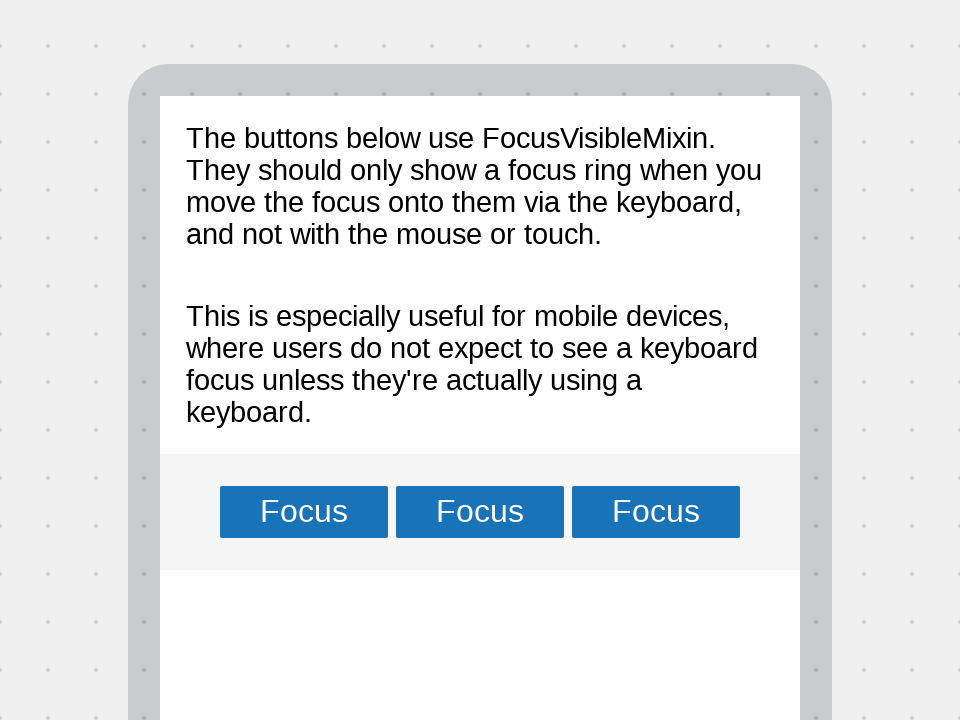 The buttons below use FocusVisibleMixin.
They should only show a focus ring when you
move the focus onto them via the keyboard,
and not with the mouse or touch.
This is especially useful for mobile devices,
where users do not expect to see a keyboard
focus unless they're actually using a
keyboard.
Focus Focus Focus